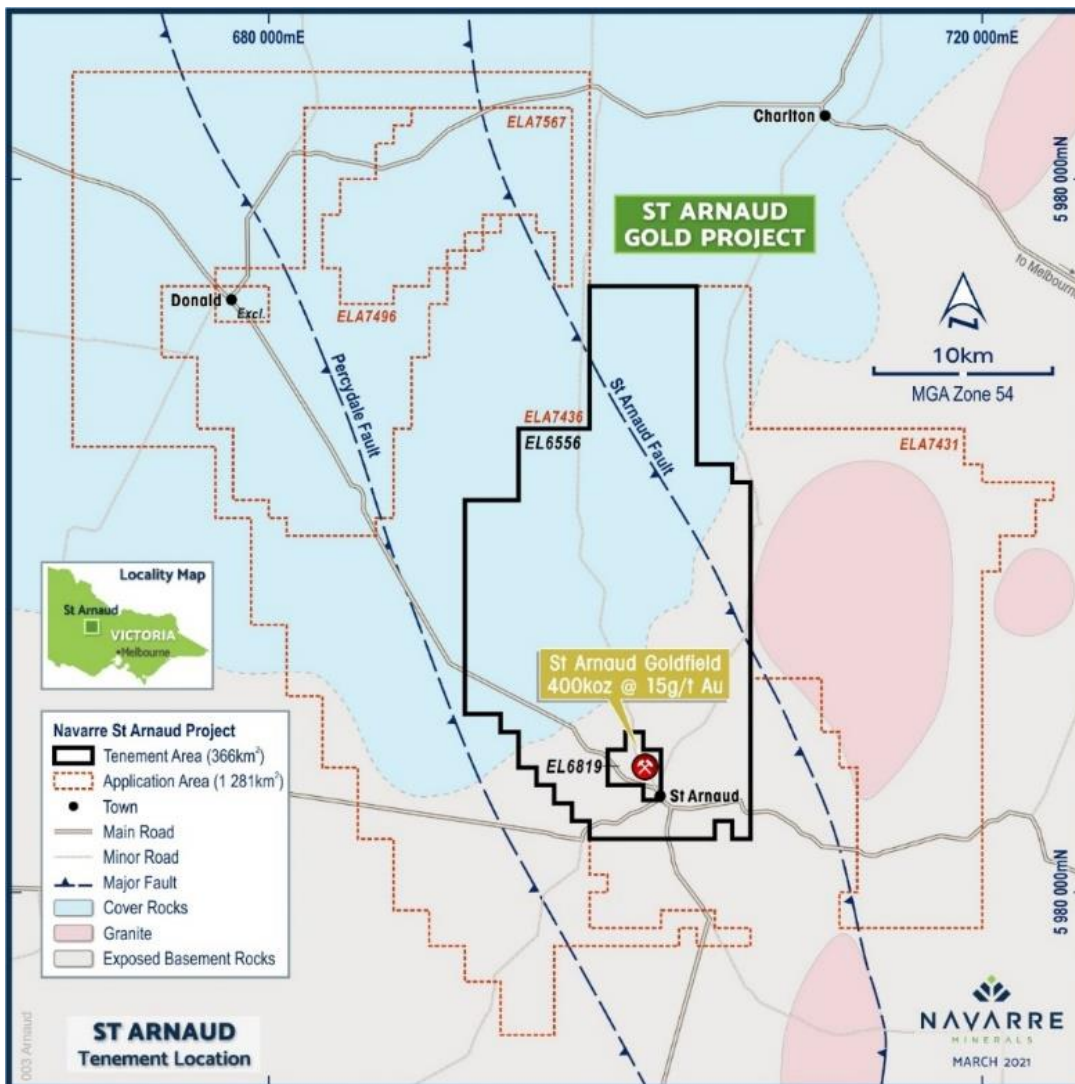 680 000mE
720 000mE
Charlton
ELA7567
5 980 000mN
ST ARNAUD
GOLD PROJECT
to Melbourne
Donald
Excl.
ELA7496
N
10km
MGA Zone 54
Percydale Fault
St Arnaud Fault
ELA7436
EL6556
ELA7431
Locality Map
St Arnaud
VICTORIA
Melbourne
St Arnaud Goldfield
400koz @ 15g/t Au
EL6819
St Arnaud
Navarre St Arnaud Project
Tenement Area (366km²)
Application Area (1 281km²)
Town
Main Road
Minor Road
Major Fault
Cover Rocks
Granite
Exposed Basement Rocks
5 980 000mN
ST ARNAUD
Tenement Location
003 Arnaud
NAVARRE
MINERALS
MARCH 2021